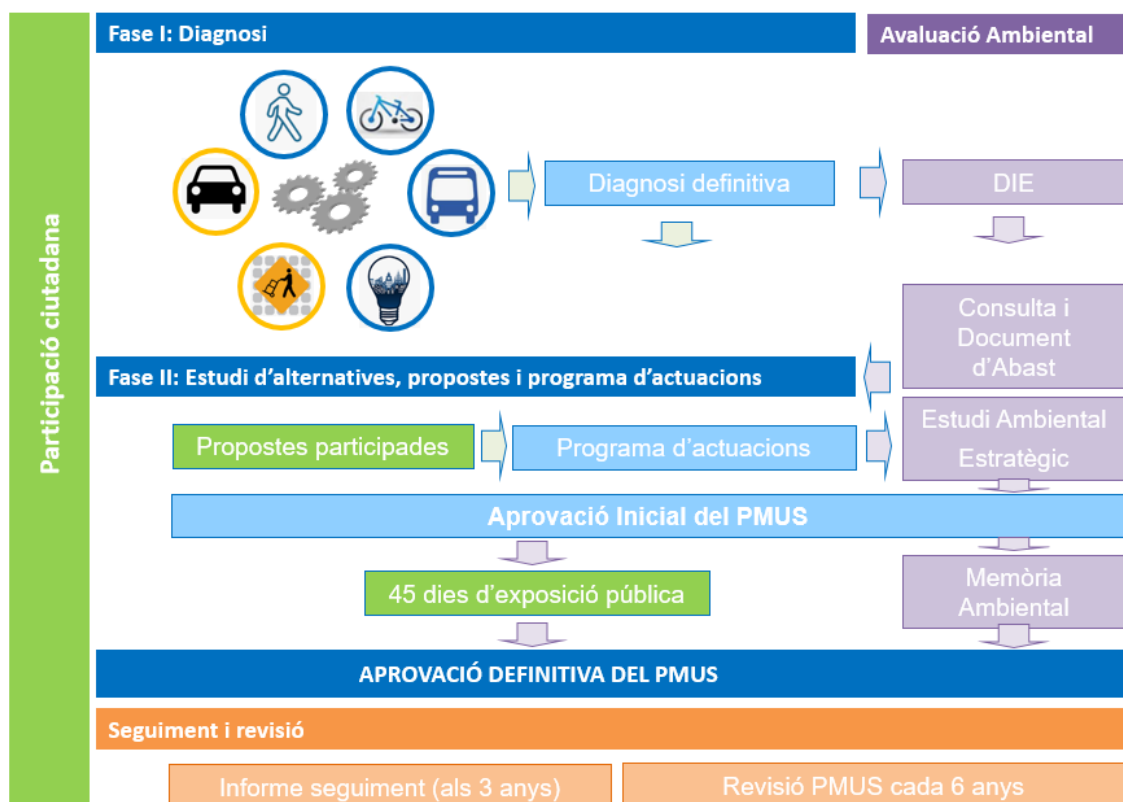 Participació ciutadana
Fase I: Diagnosi
Avaluació Ambiental
Diagnosi definitiva
DIE
Consulta i
Document
d'Abast
Fase II: Estudi d'alternatives, propostes i programa d'actuacions
Propostes participades
Programa d'actuacions
Estudi Ambiental
Estratègic
Aprovació Inicial del PMUS
45 dies d'exposició pública
Memòria
Ambiental
APROVACIÓ DEFINITIVA DEL PMUS
Seguiment i revisió
Informe seguiment (als 3 anys)
Revisió PMUS cada 6 anys